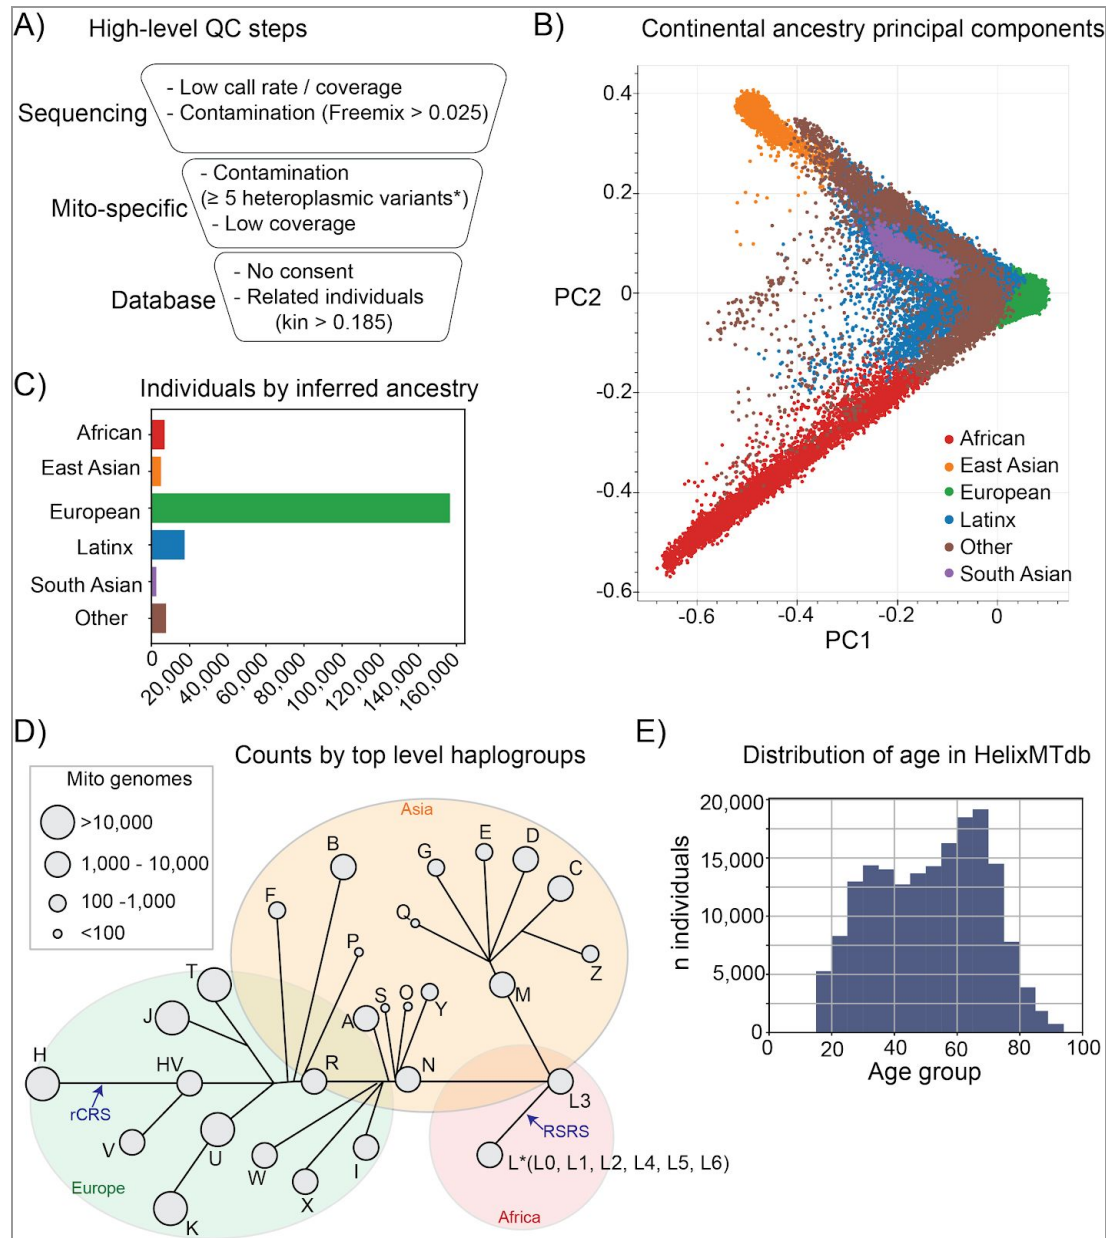 A)
High-level QC steps
Sequencing
- Low call rate / coverage
- Contamination (Freemix > 0.025)
Mito-specific
- Contamination
(≥ 5 heteroplasmic variants*)
- Low coverage
Database
- No consent
- Related individuals
(kin > 0.185)
B)
Continental ancestry principal components
PC2
0.4
0.2
0
-0.2
-0.4
-0.6
-0.6
-0.4
-0.2
0
PC1
African
East Asian
European
Latinx
Other
South Asian
C)
Individuals by inferred ancestry
African
East Asian
European
Latinx
South Asian
Other
0
20,000
40,000
60,000
80,000
100,000
120,000
140,000
160,000
D)
Counts by top level haplogroups
Mito genomes
>10,000
1,000 - 10,000
100 -1,000
<100
Asia
B
G
E
D
C
F
Q
P
Z
T
S
O
Y
M
J
A
H
HV
R
N
L3
rCRS
RSRS
V
U
W
I
L*(L0, L1, L2, L4, L5, L6)
X
K
Europe
Africa
E)
Distribution of age in HelixMTdb
n individuals
20,000
15,000
10,000
5,000
0
0
20
40
60
80
100
Age group